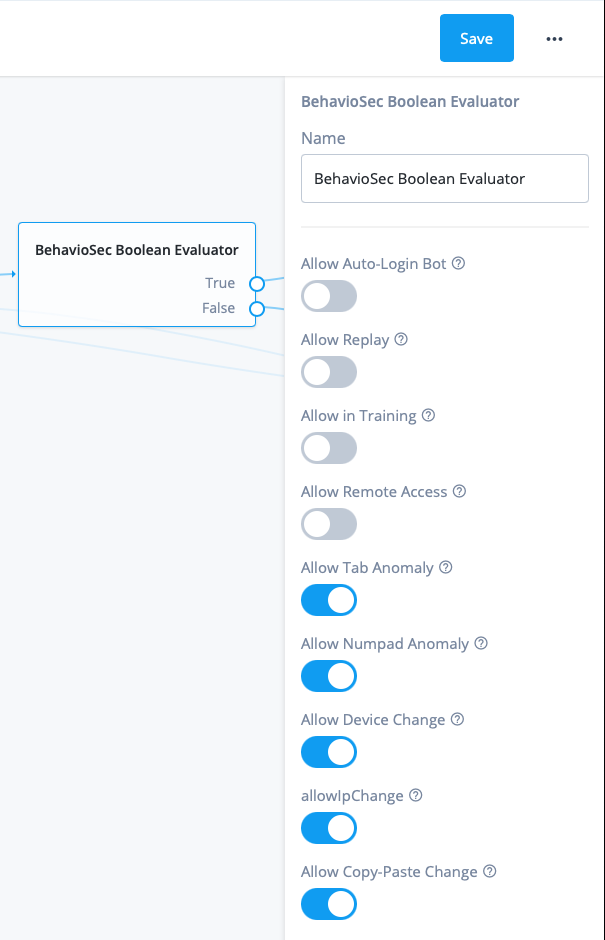 Save
BehavioSec Boolean Evaluator
Name
BehavioSec Boolean Evaluator
BehavioSec Boolean Evaluator
True
False
Allow Auto-Login Bot
Allow Replay
Allow in Training
Allow Remote Access
Allow Tab Anomaly
Allow Numpad Anomaly
Allow Device Change
allowIpChange
Allow Copy-Paste Change